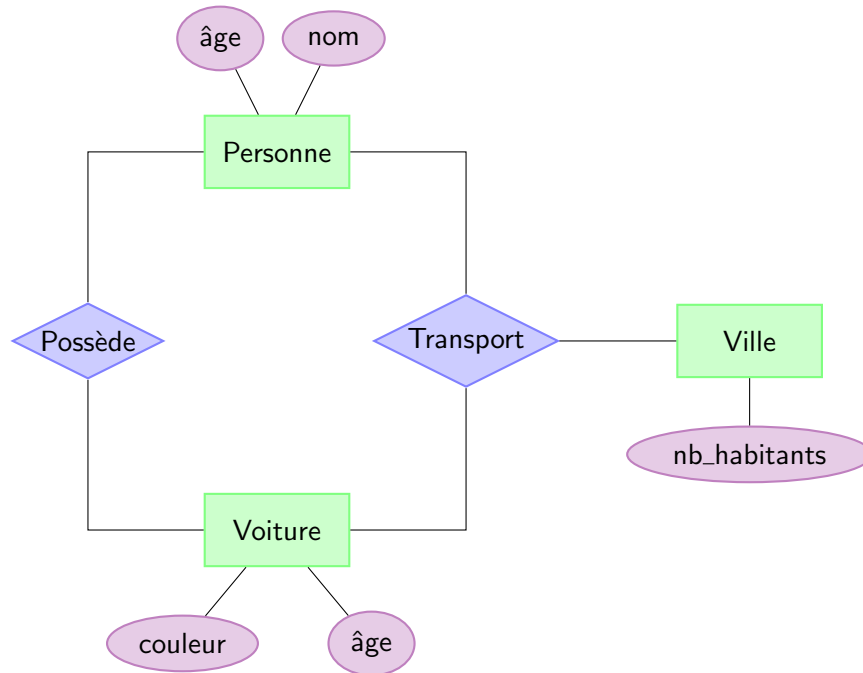 âge
nom
Personne
Possède
Transport
Ville
nb_habitants
Voiture
couleur
âge